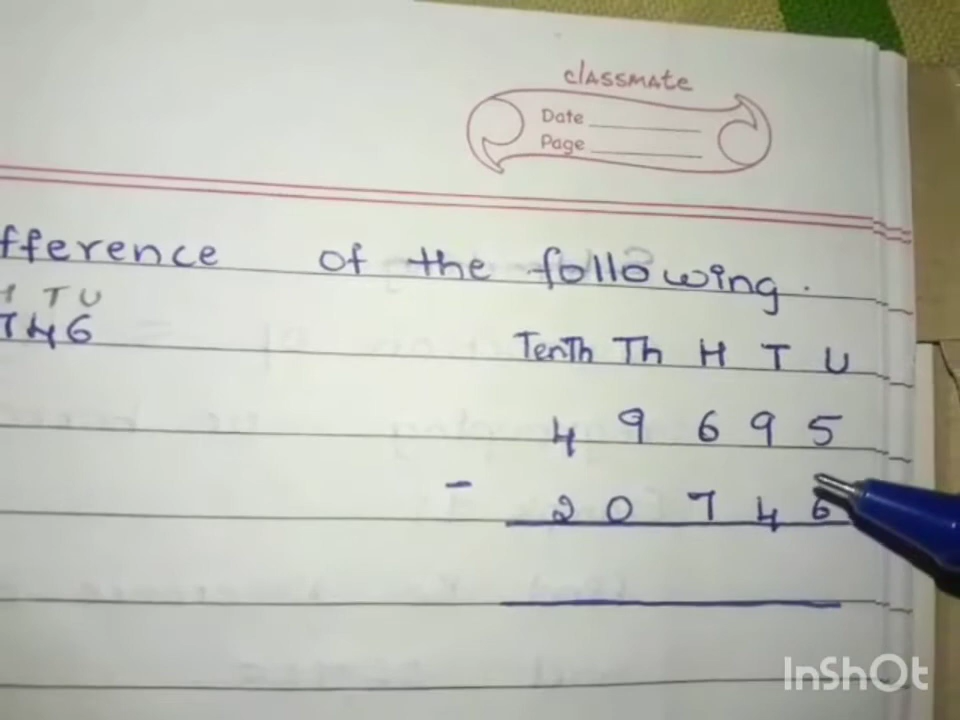 classmate
Date
Page
fference of the following.
T U
746
TenTh Th H T U
4 9 6 9 5
- 2 0 7 4 6
InShOt